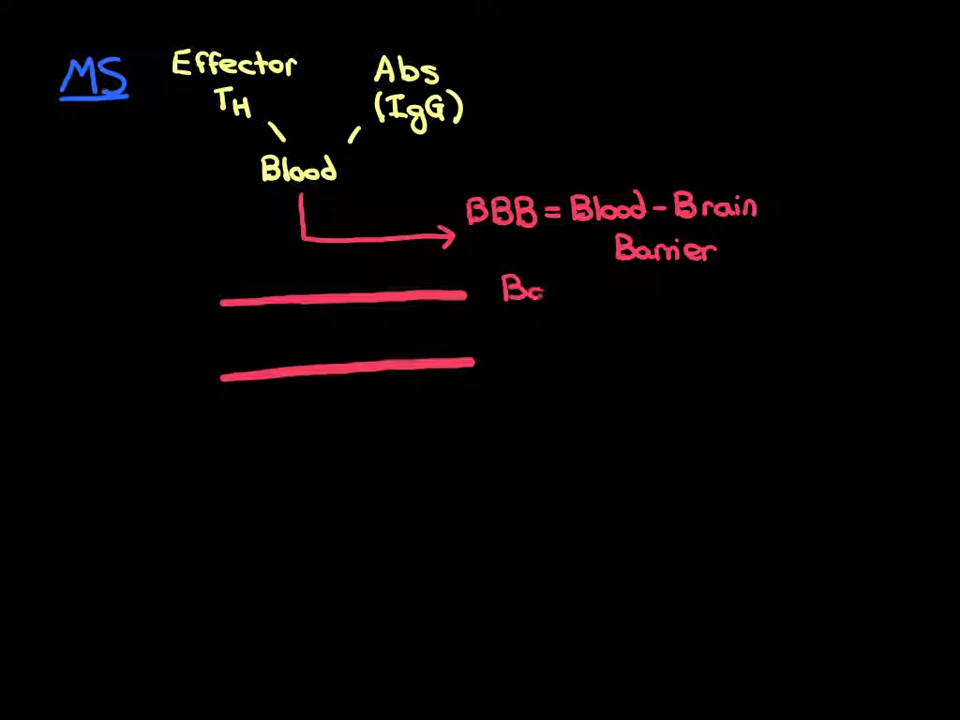 MS
Effector
TH
Abs
(IgG)
Blood
BBB = Blood-Brain
Barrier